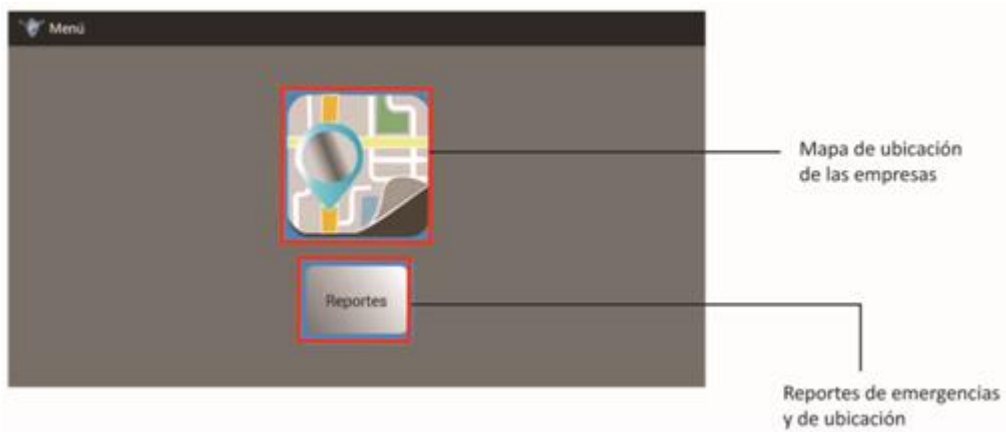 Menú
Mapa de ubicación
de las empresas
Reportes
Reportes de emergencias
y de ubicación